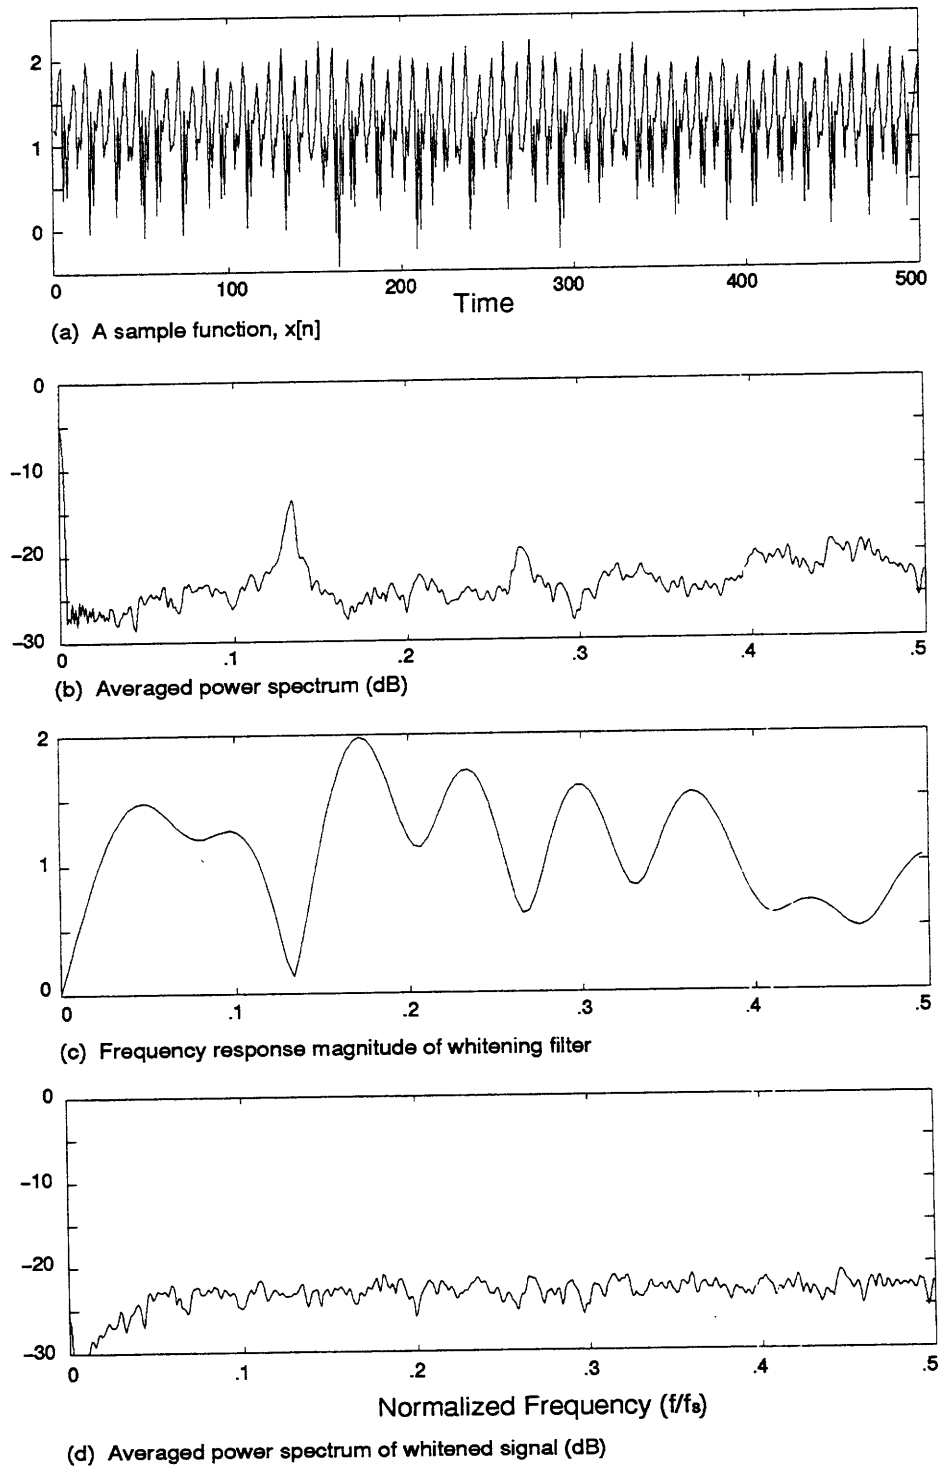 2
1
0
0 100 200 300 400 500
Time
(a) A sample function, x[n]
0
−10
−20
−30
0 .1 .2 .3 .4 .5
(b) Averaged power spectrum (dB)
2
1
0
0 .1 .2 .3 .4 .5
(c) Frequency response magnitude of whitening filter
0
−10
−20
−30
0 .1 .2 .3 .4 .5
Normalized Frequency (f/fs)
(d) Averaged power spectrum of whitened signal (dB)